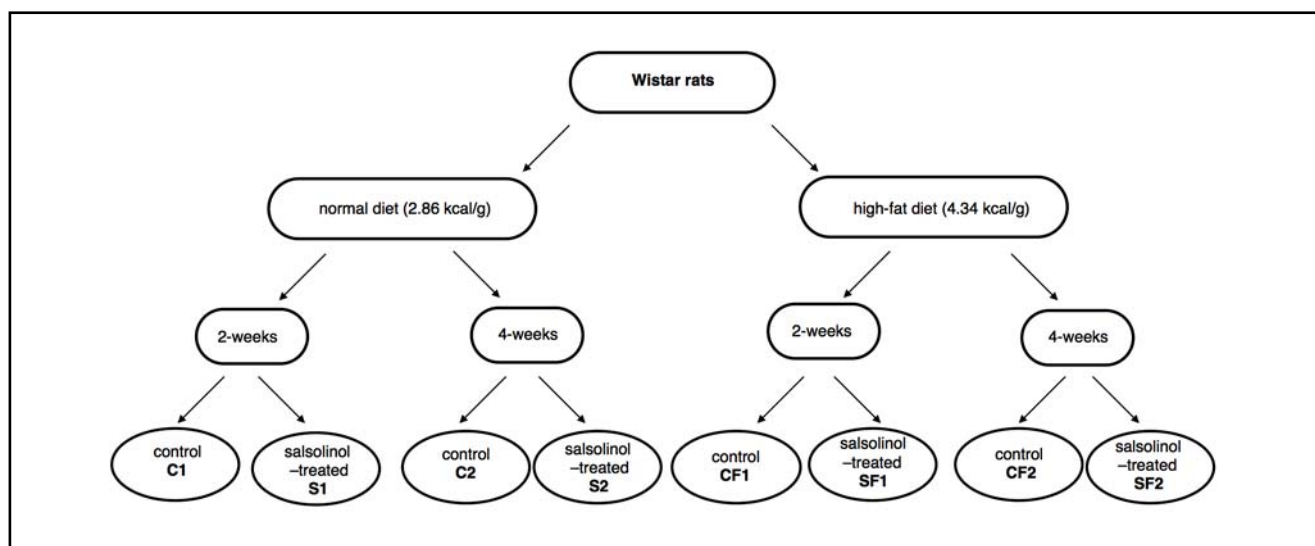 Wistar rats
normal diet (2.86 kcal/g)
high-fat diet (4.34 kcal/g)
2-weeks
4-weeks
2-weeks
4-weeks
control
C1
salsolinol
–treated
S1
control
C2
salsolinol
–treated
S2
control
CF1
salsolinol
–treated
SF1
control
CF2
salsolinol
–treated
SF2